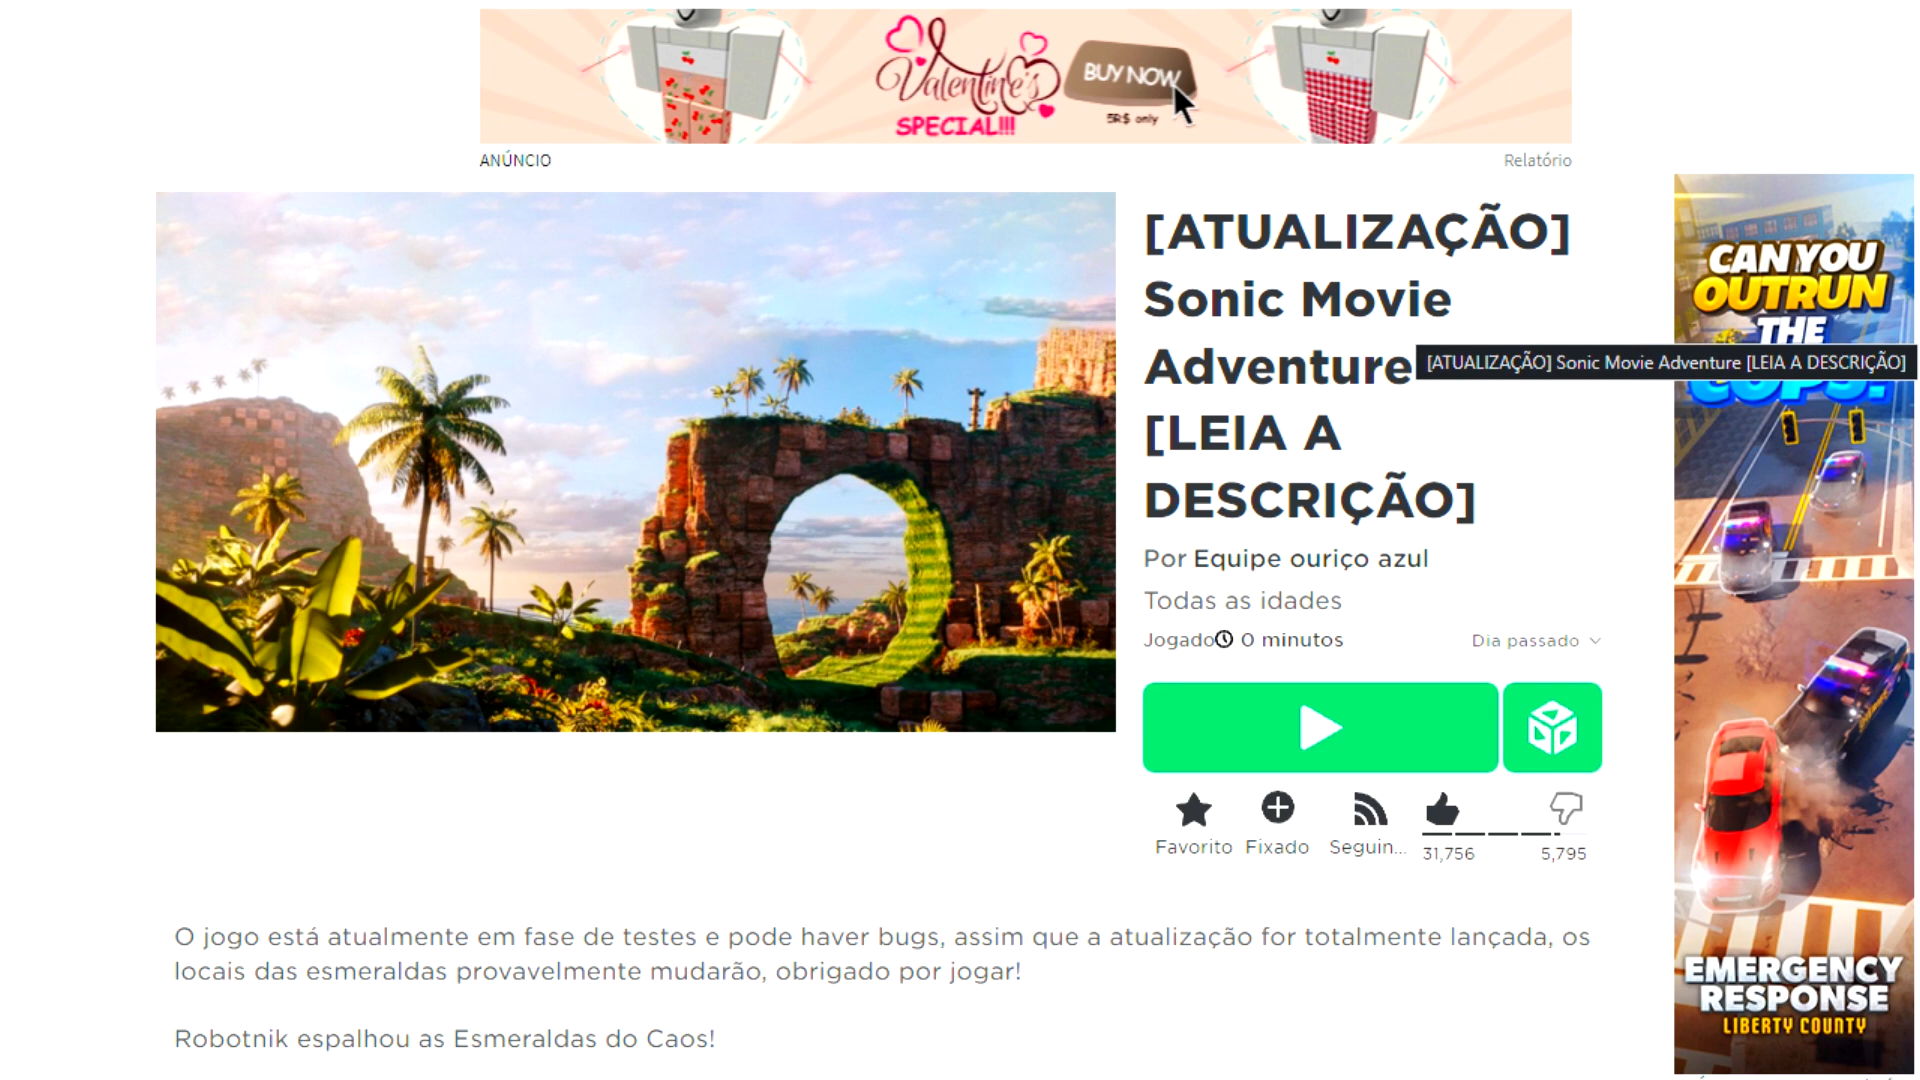 Valentine's
SPECIAL!!!
BUY NOW
5R$ only
ANÚNCIO
Relatório
[ATUALIZAÇÃO]
Sonic Movie
Adventure
[LEIA A
DESCRIÇÃO]
[ATUALIZAÇÃO] Sonic Movie Adventure [LEIA A DESCRIÇÃO]
Por Equipe ouriço azul
Todas as idades
Jogado 0 minutos
Dia passado
Favorito
Fixado
Seguin...
31,756
5,795
O jogo está atualmente em fase de testes e pode haver bugs, assim que a atualização for totalmente lançada, os
locais das esmeraldas provavelmente mudarão, obrigado por jogar!
Robotnik espalhou as Esmeraldas do Caos!
CAN YOU
OUTRUN
THE
COPS?
EMERGENCY
RESPONSE
LIBERTY COUNTY